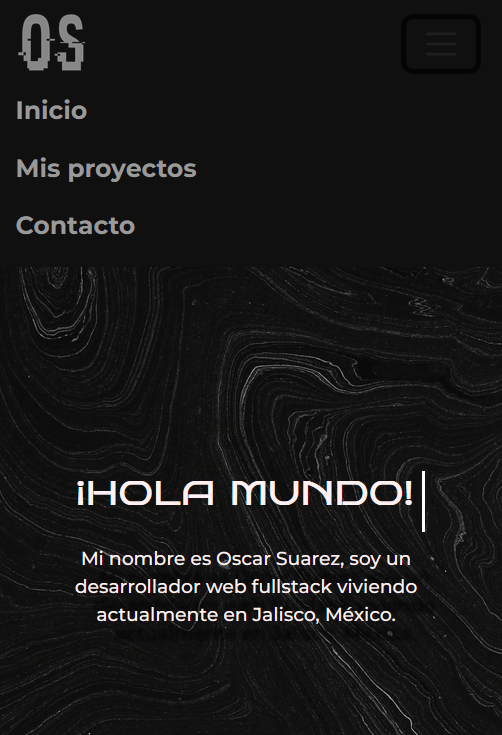 OS
Inicio
Mis proyectos
Contacto
¡HOLA MUNDO!
Mi nombre es Oscar Suarez, soy un
desarrollador web fullstack viviendo
actualmente en Jalisco, México.